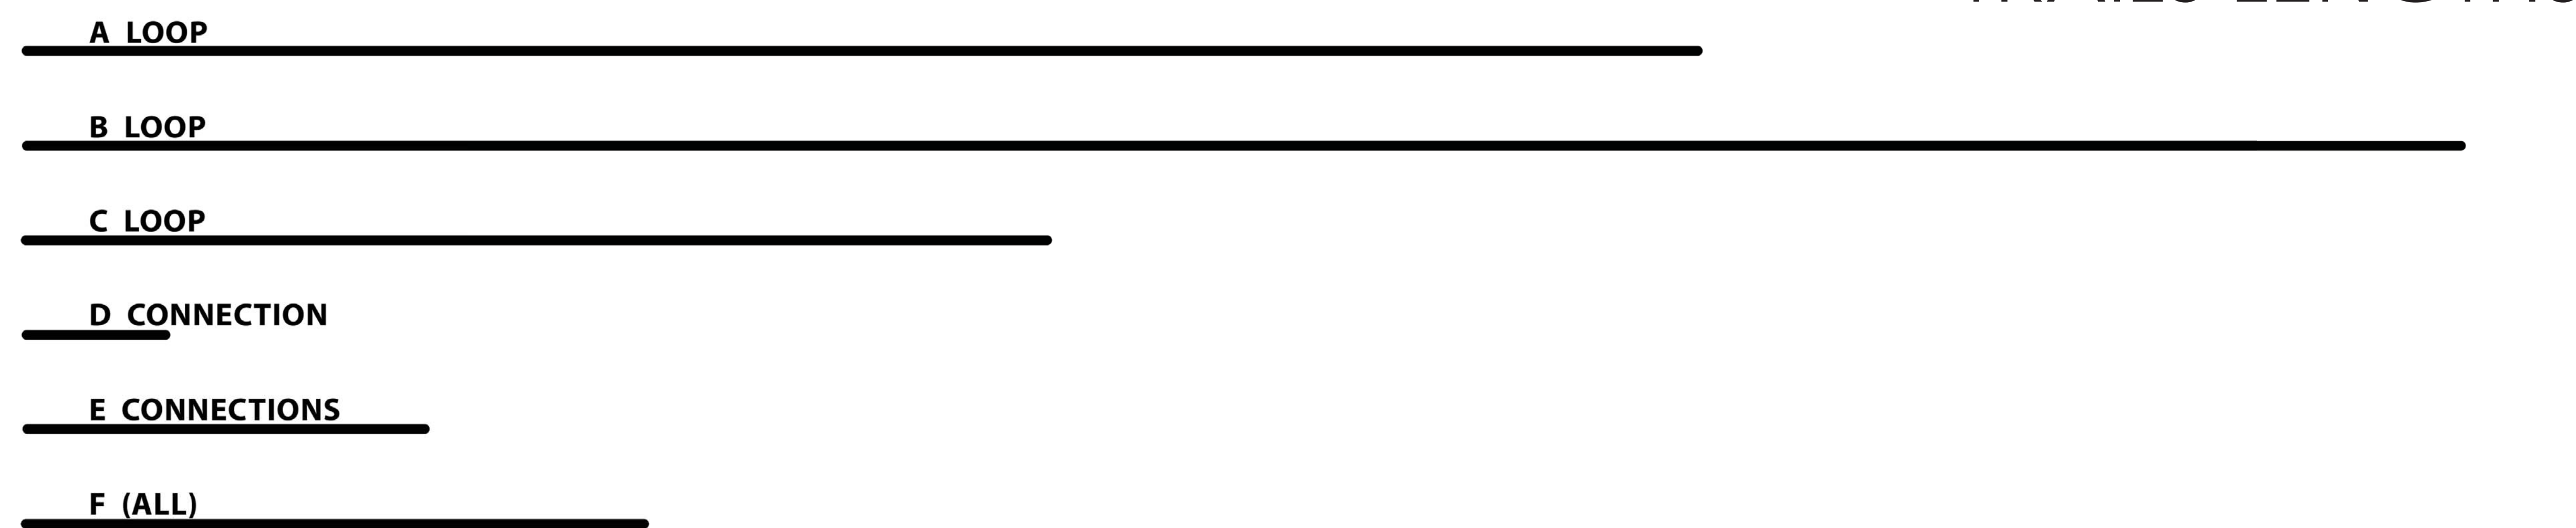 A LOOP
B LOOP
C LOOP
D CONNECTION
E CONNECTIONS
F (ALL)